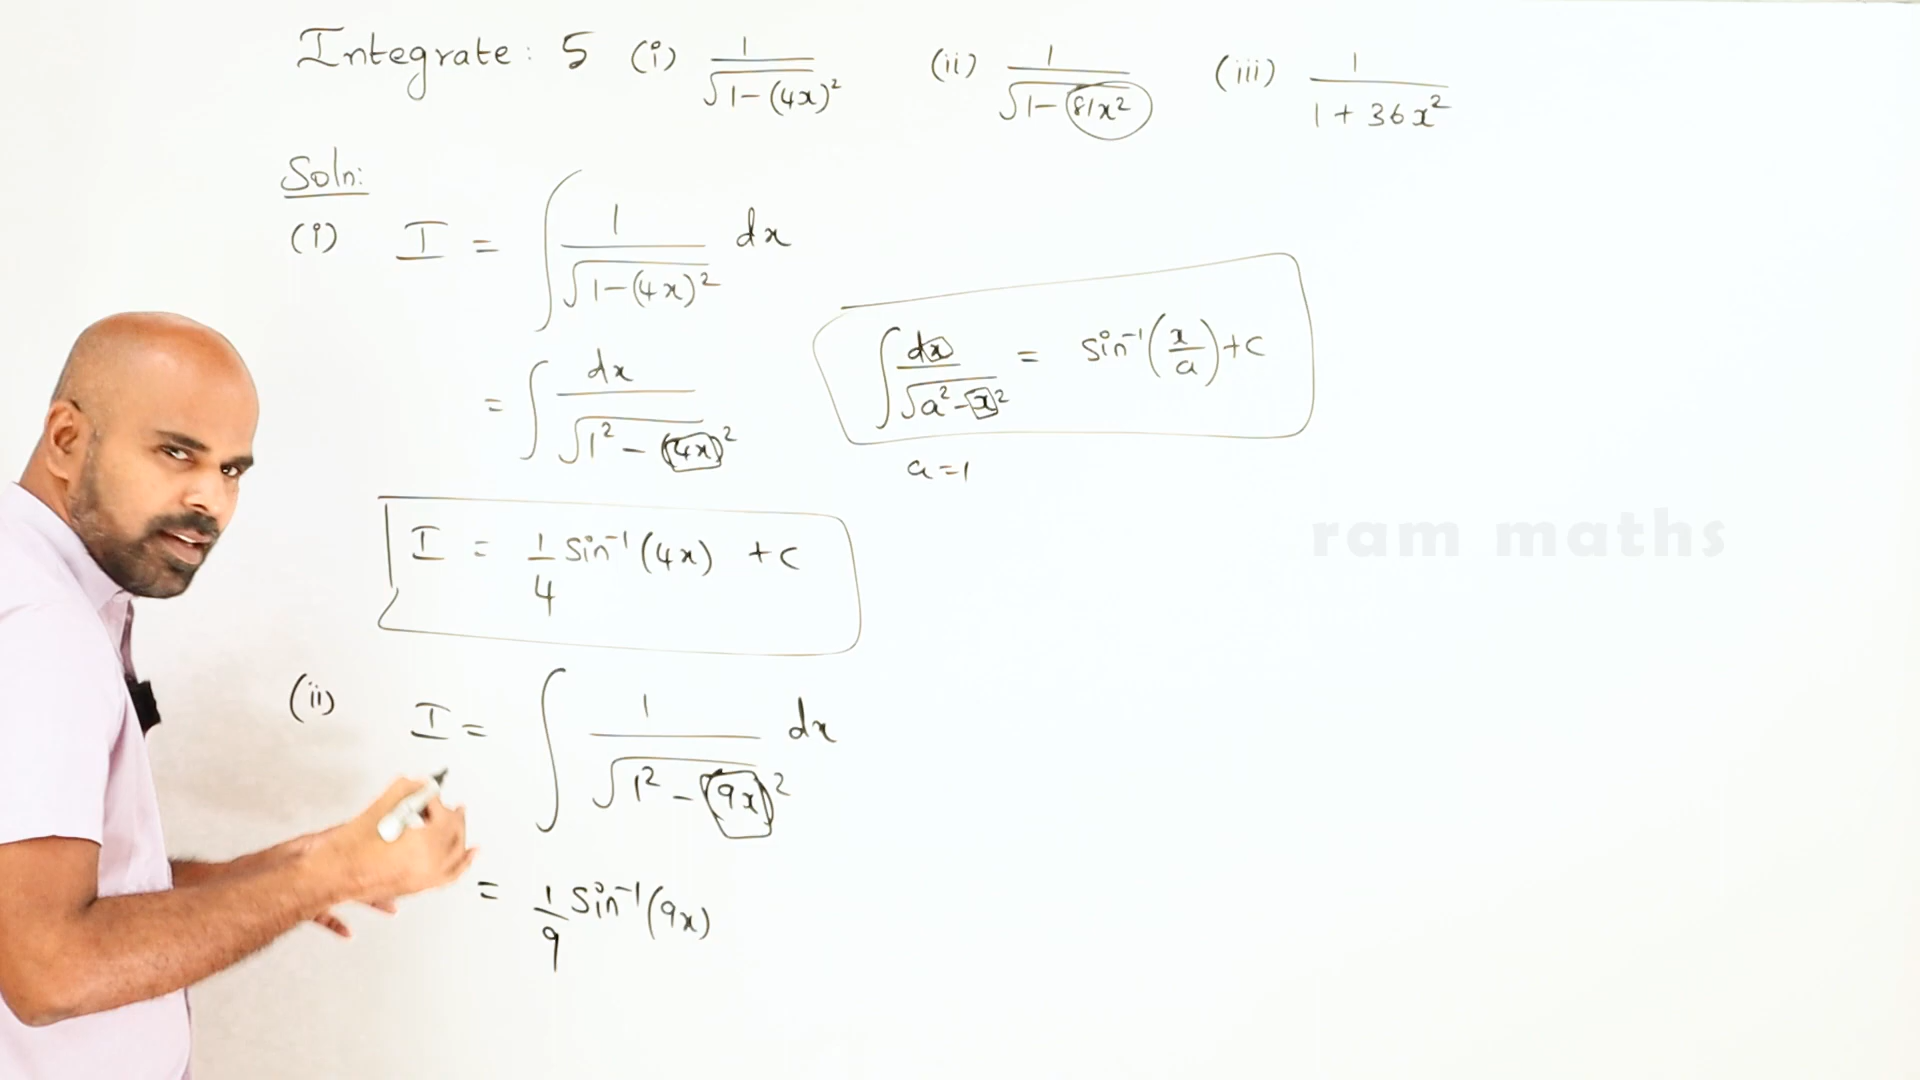 Integrate: 5 (i) 1/√1-(4x)² (ii) 1/√1-81x² (iii) 1/1+36x²
Soln:
(i) I = ∫ 1/√1-(4x)² dx
= ∫ dx/√1²-(4x)²
∫ dx/√a²-x² = sin⁻¹(x/a)+c
a=1
I = 1/4 sin⁻¹(4x) +c
ram maths
(ii) I = ∫ 1/√1²-(9x)² dx
= 1/9 sin⁻¹(9x)